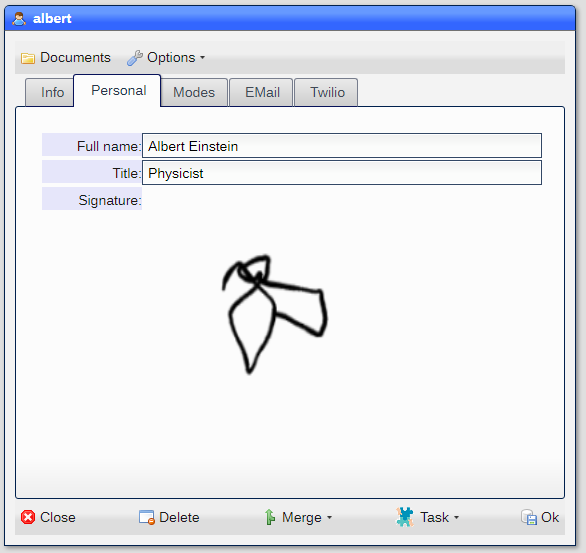 albert
Documents Options
Info Personal Modes EMail Twilio
Full name: Albert Einstein
Title: Physicist
Signature:
Close Delete Merge Task Ok